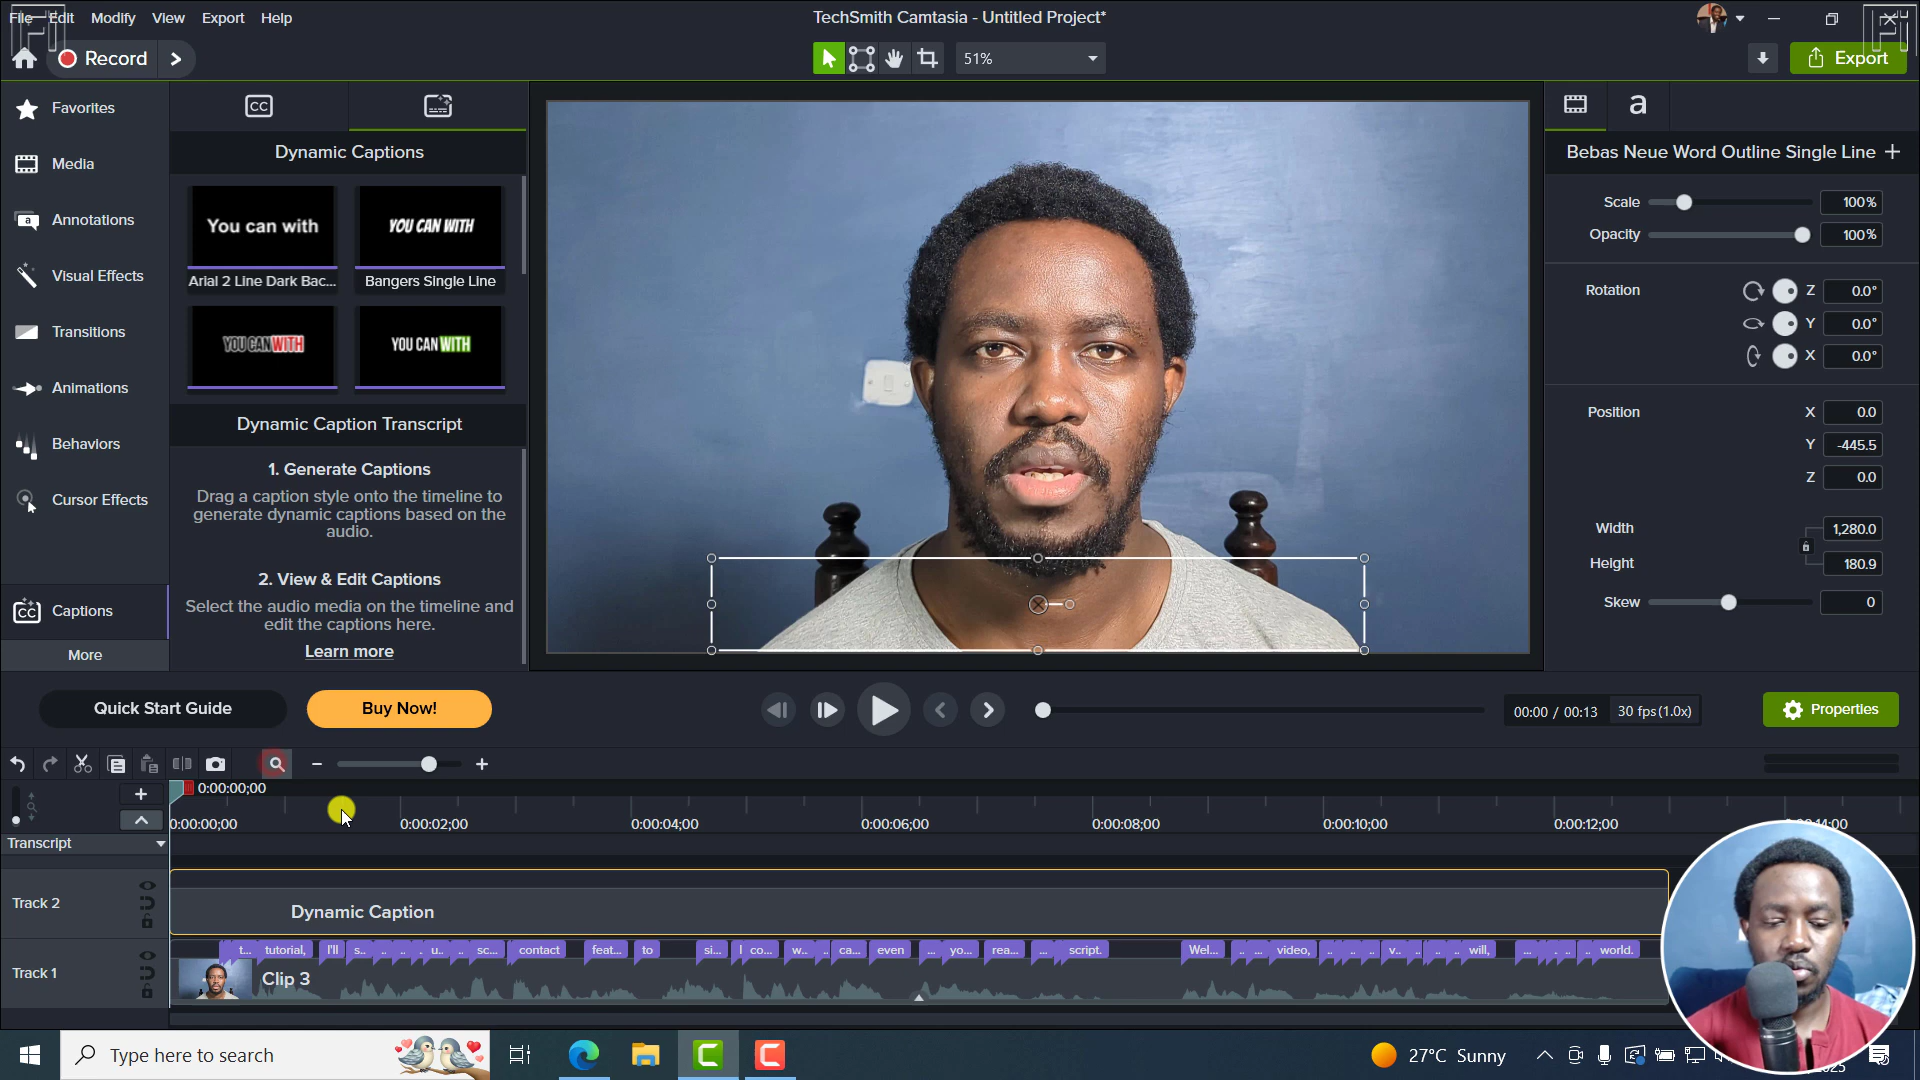 File Edit Modify View Export Help
TechSmith Camtasia - Untitled Project*
Record
51%
Export
Favorites
Media
Annotations
Visual Effects
Transitions
Animations
Behaviors
Cursor Effects
Captions
More
CC
Dynamic Captions
You can with
Arial 2 Line Dark Bac...
YOU CAN WITH
Bangers Single Line
YOU CAN WITH
YOU CAN WITH
Dynamic Caption Transcript
1. Generate Captions
Drag a caption style onto the timeline to
generate dynamic captions based on the
audio.
2. View & Edit Captions
Select the audio media on the timeline and
edit the captions here.
Learn more
a
Bebas Neue Word Outline Single Line +
Scale 100%
Opacity 100%
Rotation Z 0.0°
Y 0.0°
X 0.0°
Position X 0.0
Y -445.5
Z 0.0
Width 1,280.0
Height 180.9
Skew 0
Quick Start Guide
Buy Now!
00:00 / 00:13 30 fps (1.0x)
Properties
0:00:00;00
0:00:00;00 0:00:02;00 0:00:04;00 0:00:06;00 0:00:08;00 0:00:10;00 0:00:12;00
Transcript
Track 2
Dynamic Caption
t... tutorial, I'll s.. .. .. u.. .. sc... contact feat... to si... I co... w... .. ca... even ... yo... rea... ... script. Wel... .. ... video, .. .. .. v... .. .. .. will, ... .. .. .. world.
Track 1
Clip 3
Type here to search
27°C Sunny